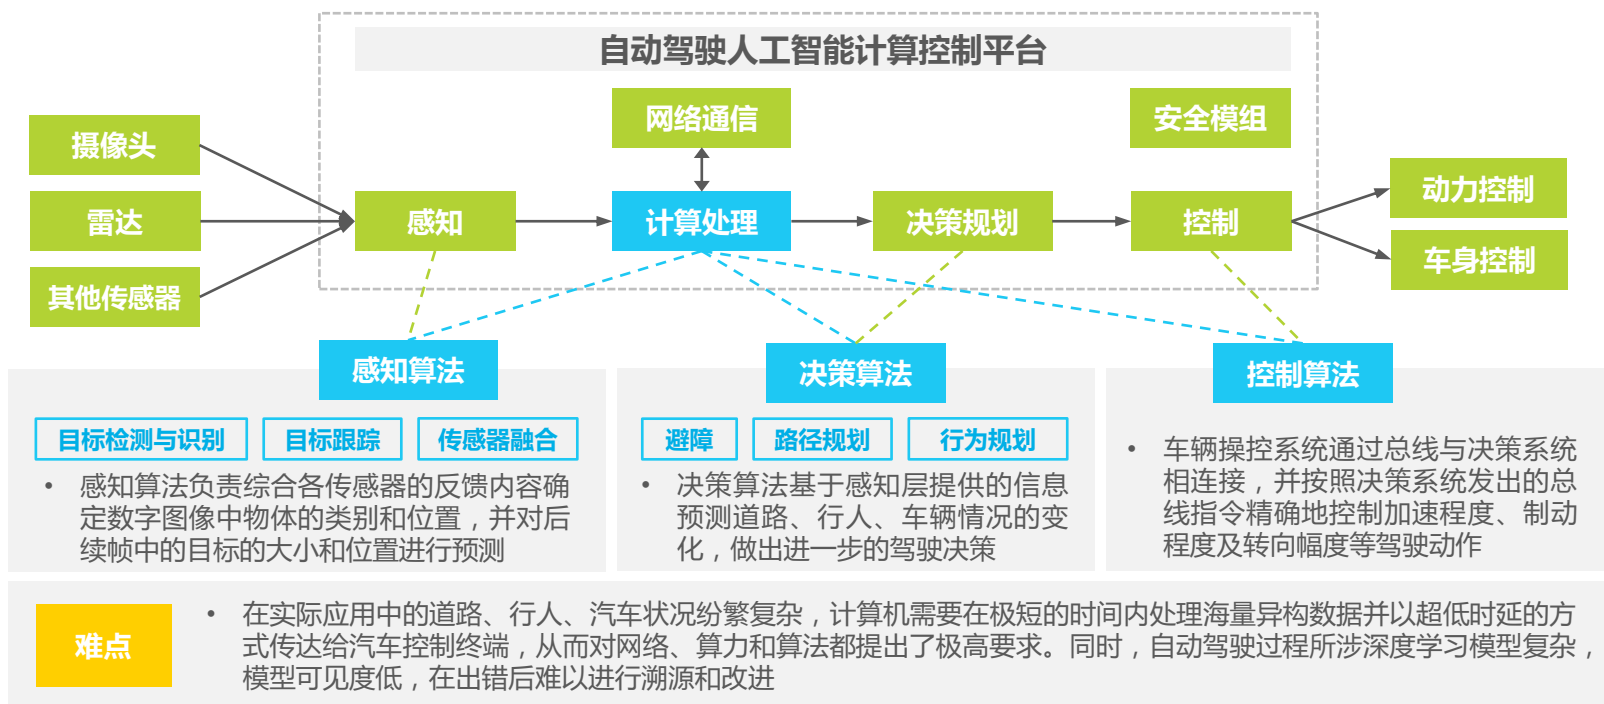 自动驾驶人工智能计算控制平台
网络通信
安全模组
摄像头
雷达
其他传感器
感知
计算处理
决策规划
控制
动力控制
车身控制
感知算法
目标检测与识别
目标跟踪
传感器融合
• 感知算法负责综合各传感器的反馈内容确
定数字图像中物体的类别和位置，并对后
续帧中的目标的大小和位置进行预测
决策算法
避障
路径规划
行为规划
• 决策算法基于感知层提供的信息
预测道路、行人、车辆情况的变
化，做出进一步的驾驶决策
控制算法
• 车辆操控系统通过总线与决策系统
相连接，并按照决策系统发出的总
线指令精确地控制加速程度、制动
程度及转向幅度等驾驶动作
难点
• 在实际应用中的道路、行人、汽车状况纷繁复杂，计算机需要在极短的时间内处理海量异构数据并以超低时延的方
式传达给汽车控制终端，从而对网络、算力和算法都提出了极高要求。同时，自动驾驶过程所涉深度学习模型复杂，
模型可见度低，在出错后难以进行溯源和改进